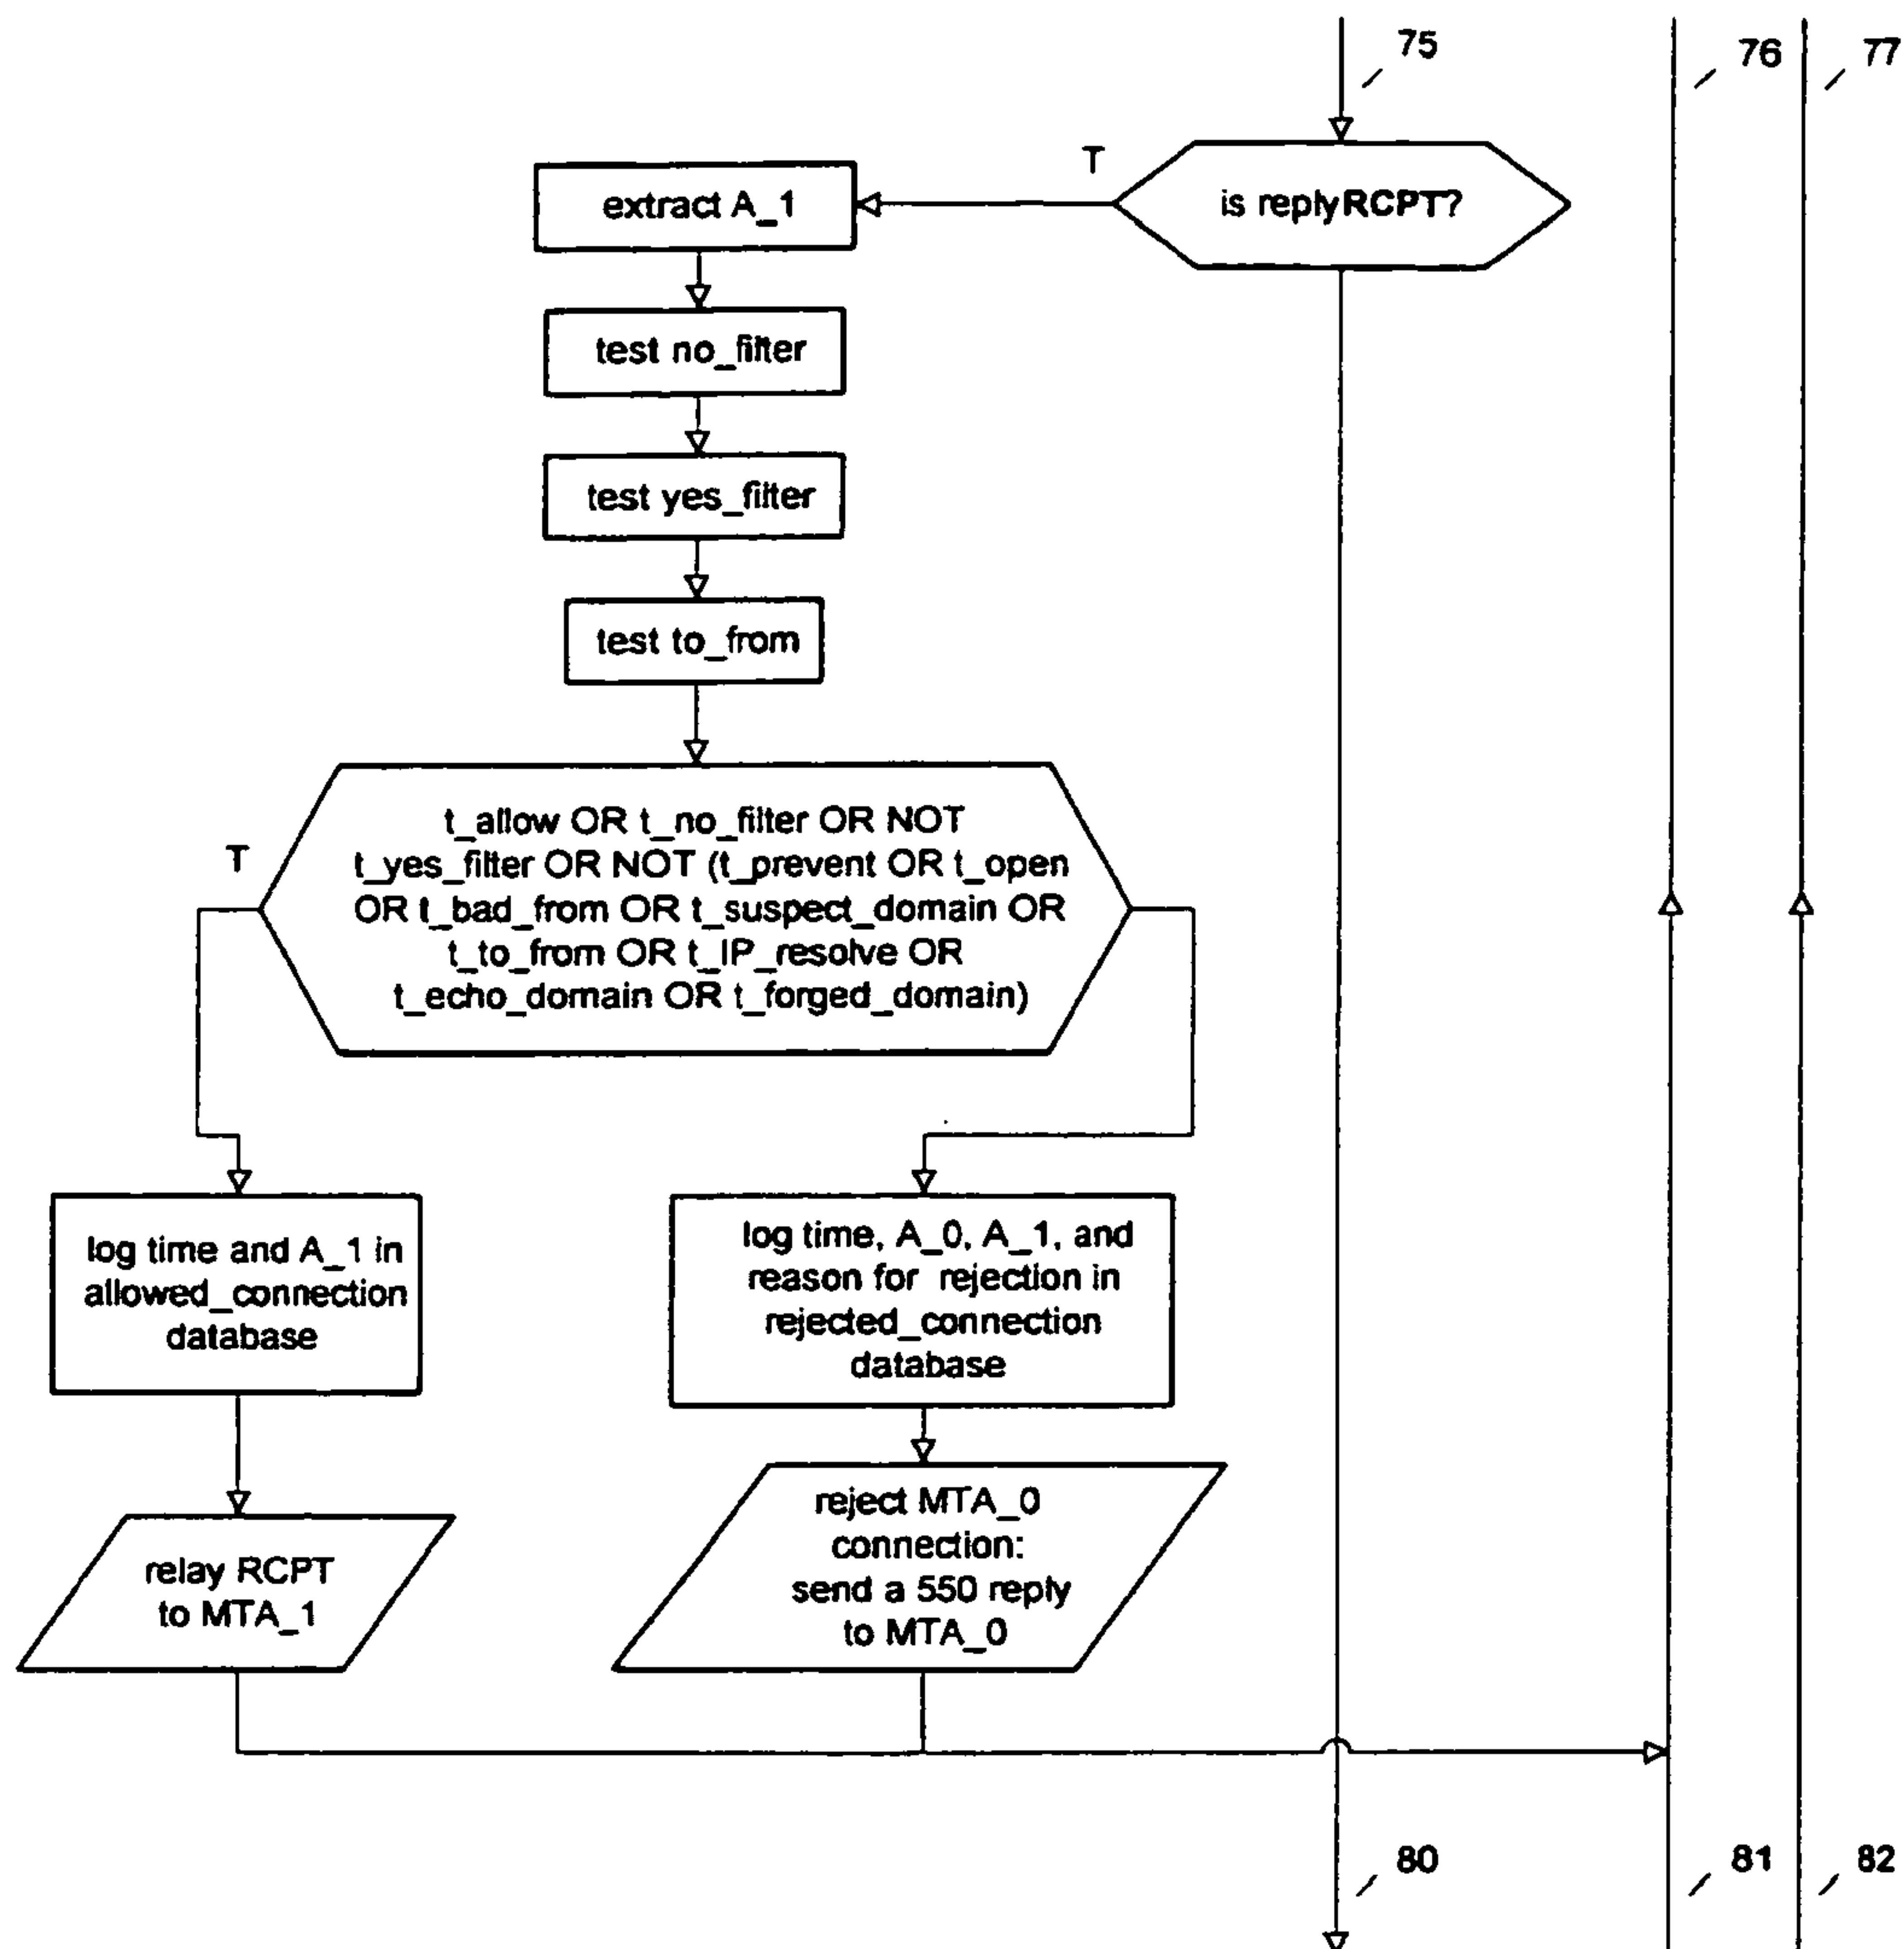 75
76
77
T
is replyRCPT?
extract A_1
test no_filter
test yes_filter
test to_from
T
t_allow OR t_no_filter OR NOT
t_yes_filter OR NOT (t_prevent OR t_open
OR t_bad_from OR t_suspect_domain OR
t_to_from OR t_IP_resolve OR
t_echo_domain OR t_forged_domain)
log time and A_1 in
allowed_connection
database
log time, A_0, A_1, and
reason for rejection in
rejected_connection
database
relay RCPT
to MTA_1
reject MTA_0
connection:
send a 550 reply
to MTA_0
80
81
82